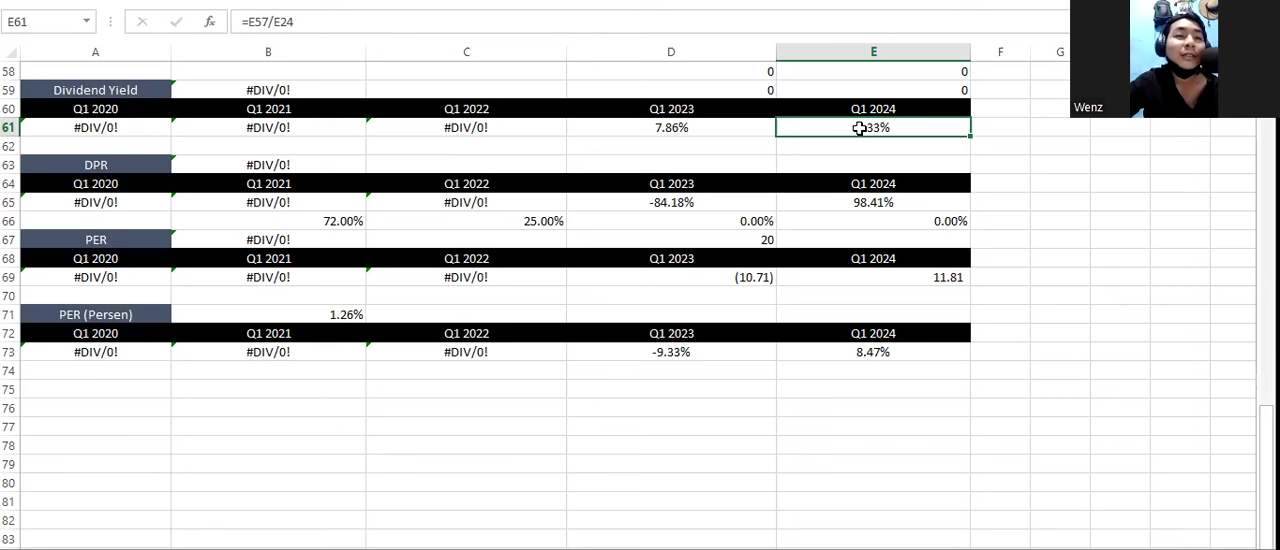 E61 =E57/E24
A B C D E F G
58 0 0
59 Dividend Yield #DIV/0! 0 0
60 Q1 2020 Q1 2021 Q1 2022 Q1 2023 Q1 2024
61 #DIV/0! #DIV/0! #DIV/0! 7.86% 33%
62
63 DPR #DIV/0!
64 Q1 2020 Q1 2021 Q1 2022 Q1 2023 Q1 2024
65 #DIV/0! #DIV/0! #DIV/0! -84.18% 98.41%
66 72.00% 25.00% 0.00% 0.00%
67 PER #DIV/0! 20
68 Q1 2020 Q1 2021 Q1 2022 Q1 2023 Q1 2024
69 #DIV/0! #DIV/0! #DIV/0! (10.71) 11.81
70
71 PER (Persen) 1.26%
72 Q1 2020 Q1 2021 Q1 2022 Q1 2023 Q1 2024
73 #DIV/0! #DIV/0! #DIV/0! -9.33% 8.47%
74
75
76
77
78
79
80
81
82
83
Wenz